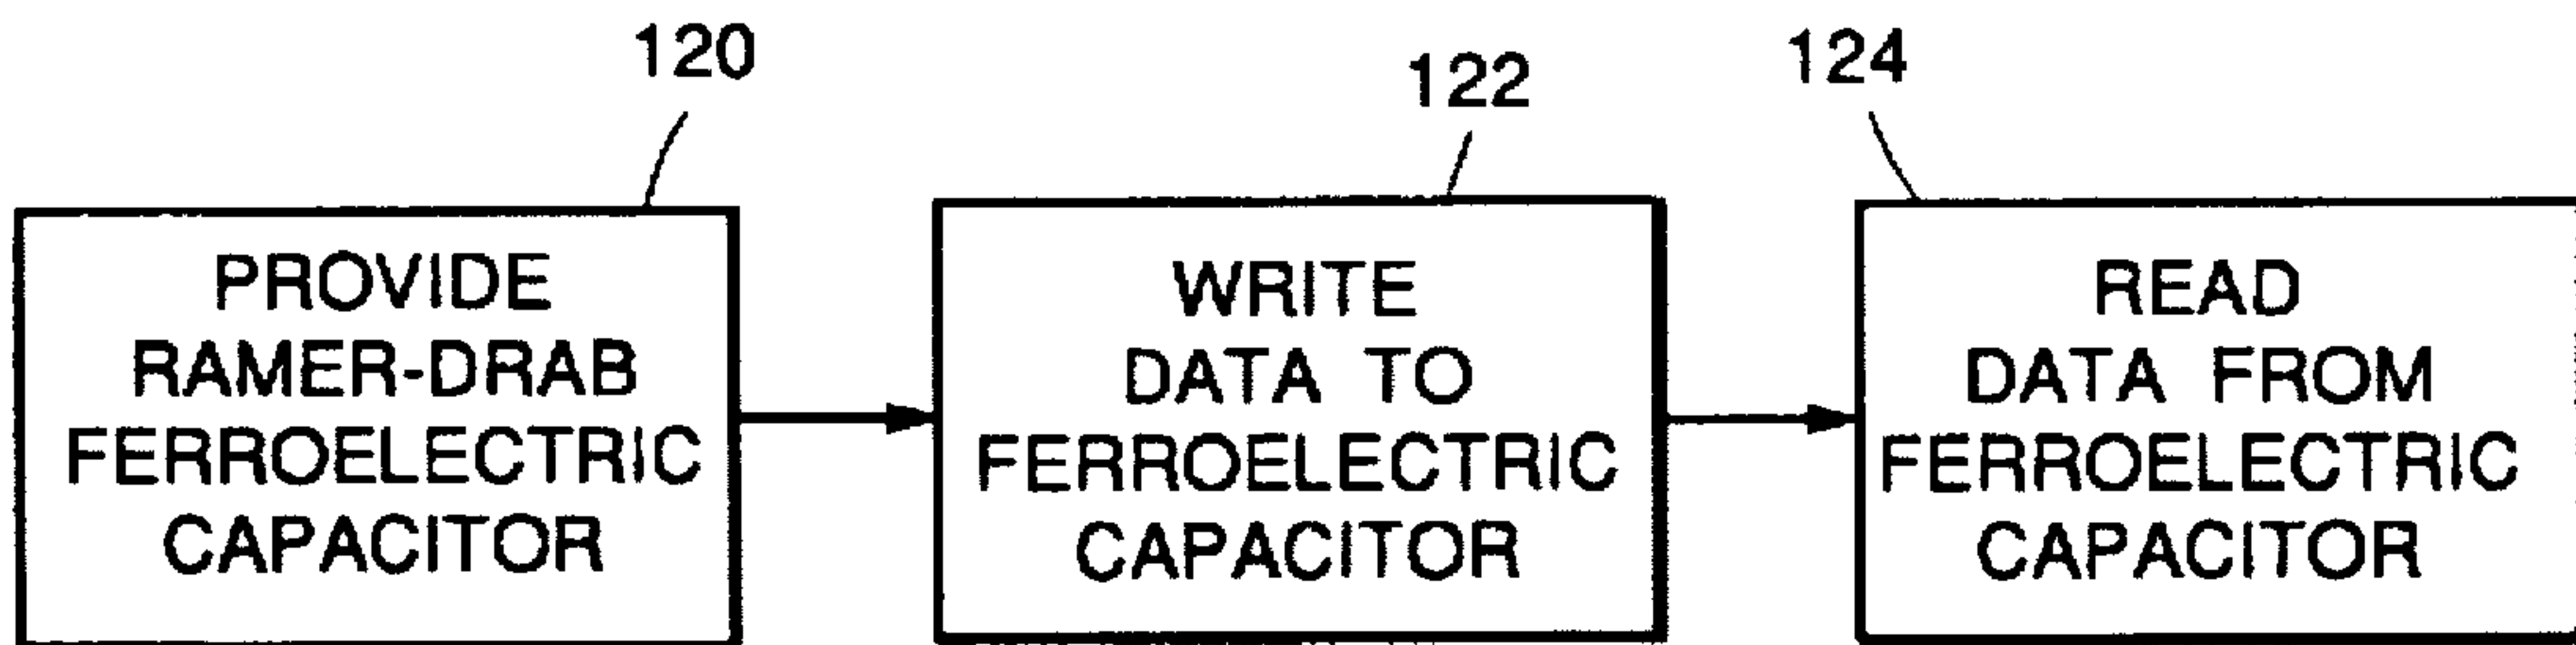 120
122
124
PROVIDE
RAMER-DRAB
FERROELECTRIC
CAPACITOR
WRITE
DATA TO
FERROELECTRIC
CAPACITOR
READ
DATA FROM
FERROELECTRIC
CAPACITOR